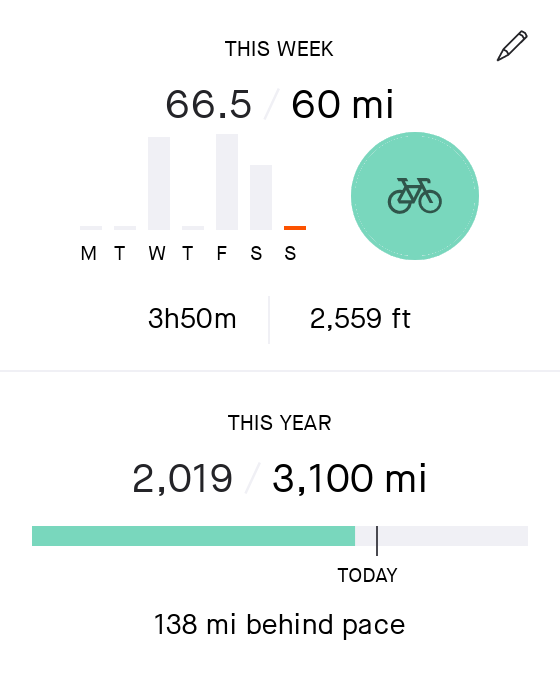 THIS WEEK
66.5 / 60 mi
M T W T F S S
3h50m | 2,559 ft
THIS YEAR
2,019 / 3,100 mi
TODAY
138 mi behind pace